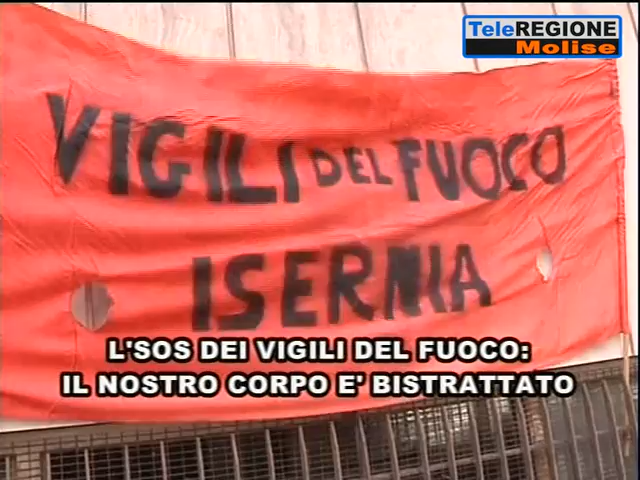 TeleREGIONE
Molise
VIGILI DEL FUOCO
ISERNIA
L'SOS DEI VIGILI DEL FUOCO:
IL NOSTRO CORPO E' BISTRATTATO